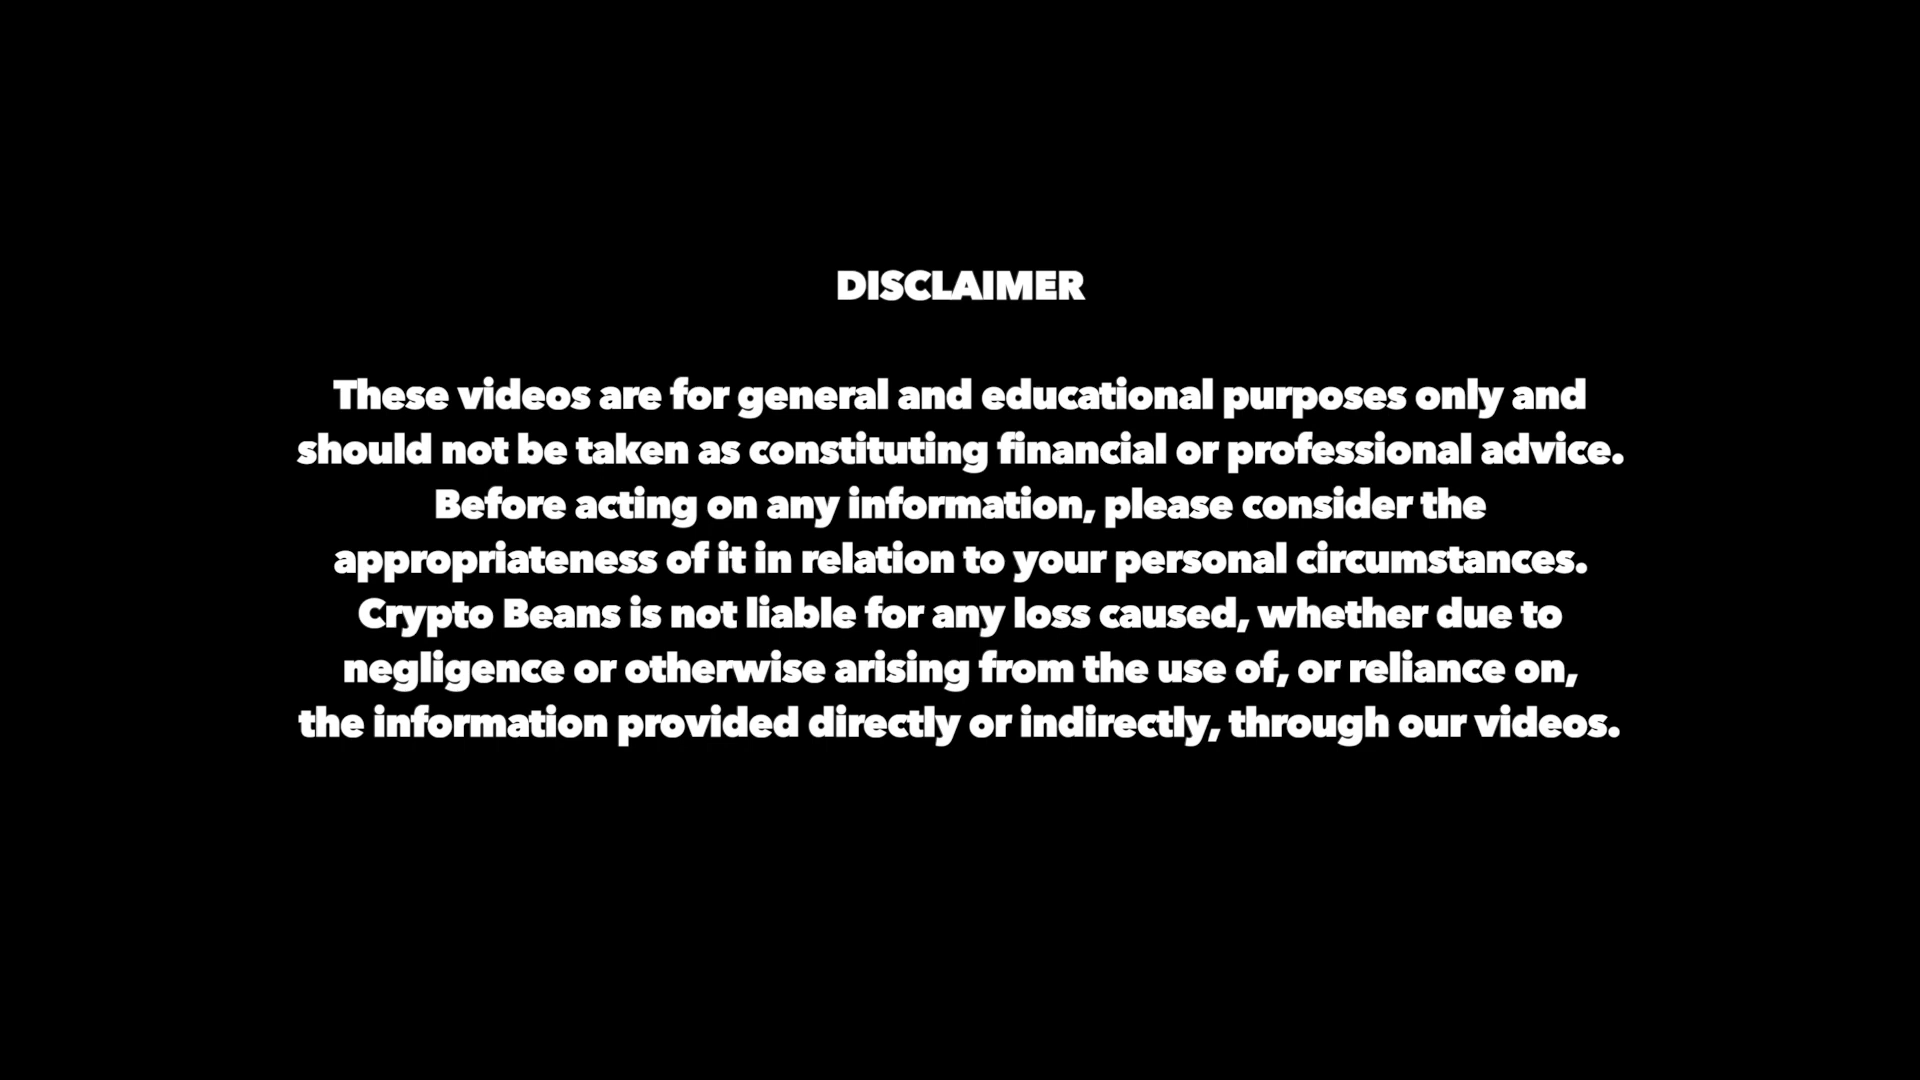 DISCLAIMER
These videos are for general and educational purposes only and
should not be taken as constituting financial or professional advice.
Before acting on any information, please consider the
appropriateness of it in relation to your personal circumstances.
Crypto Beans is not liable for any loss caused, whether due to
negligence or otherwise arising from the use of, or reliance on,
the information provided directly or indirectly, through our videos.